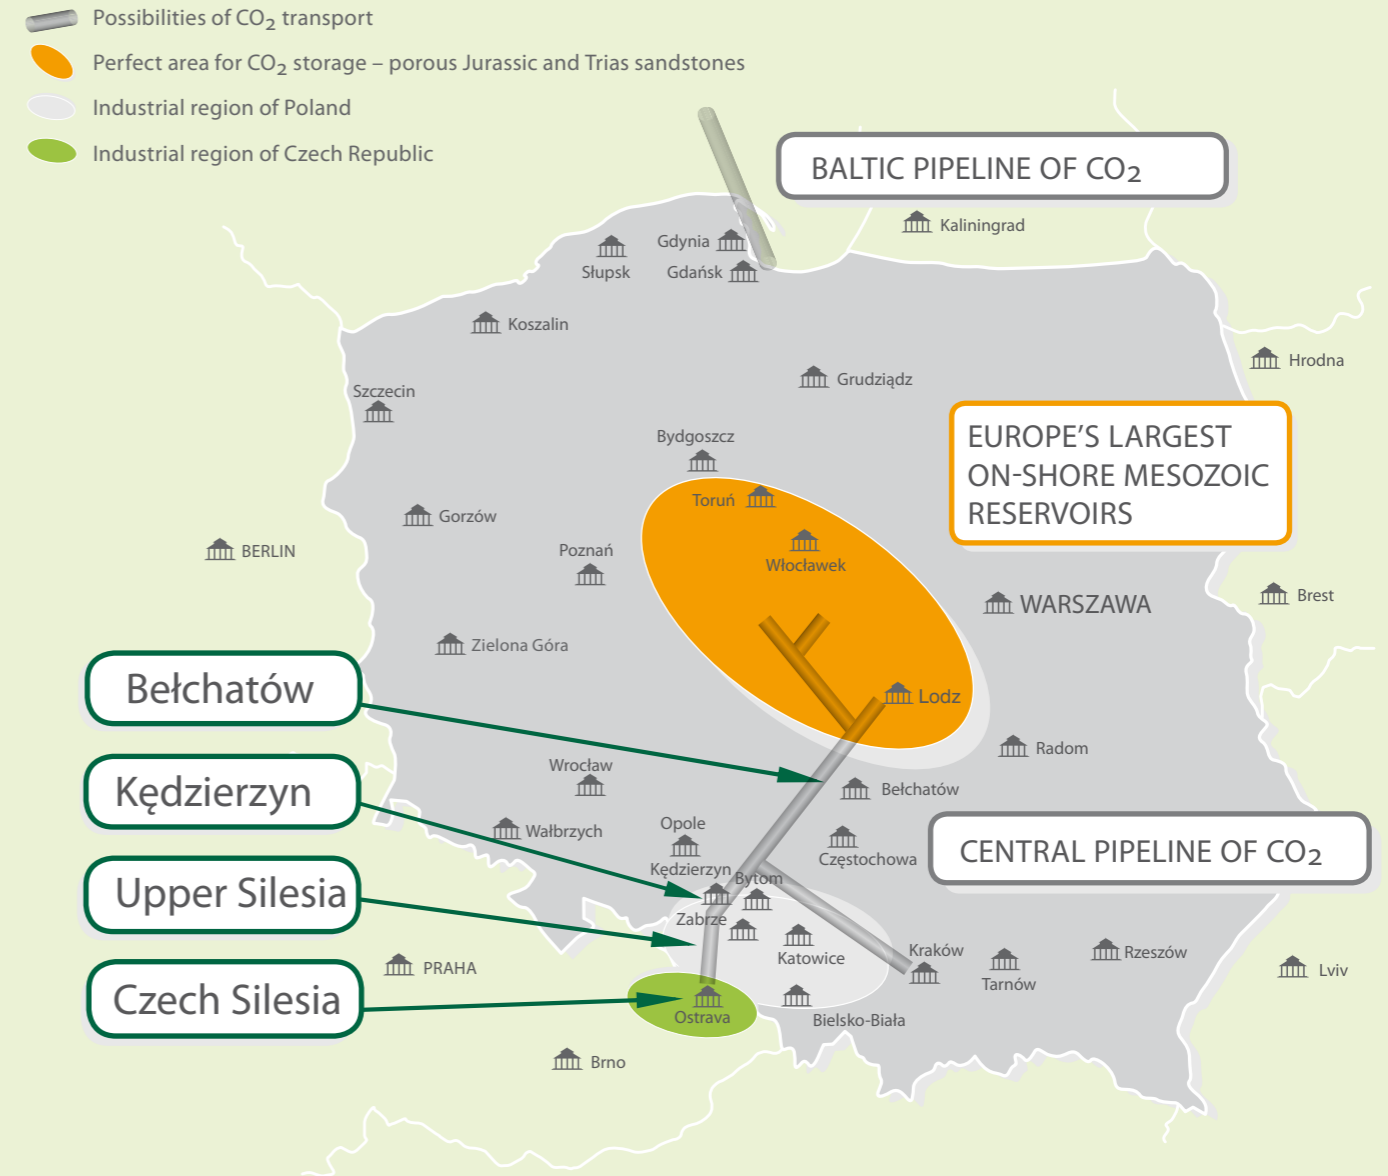 Possibilities of CO2 transport
Perfect area for CO2 storage – porous Jurassic and Trias sandstones
Industrial region of Poland
Industrial region of Czech Republic
BALTIC PIPELINE OF CO2
Kaliningrad
Gdynia
Słupsk
Gdańsk
Koszalin
Hrodna
Grudziądz
Szczecin
EUROPE'S LARGEST
ON-SHORE MESOZOIC
RESERVOIRS
Bydgoszcz
Toruń
Gorzów
BERLIN
Poznań
Włocławek
Brest
WARSZAWA
Zielona Góra
Bełchatów
Lodz
Radom
Wrocław
Kędzierzyn
Bełchatów
Opole
Wałbrzych
Częstochowa
CENTRAL PIPELINE OF CO2
Kędzierzyn
Bytom
Upper Silesia
Zabrze
Katowice
Kraków
Rzeszów
PRAHA
Tarnów
Lviv
Czech Silesia
Ostrava
Bielsko-Biała
Brno